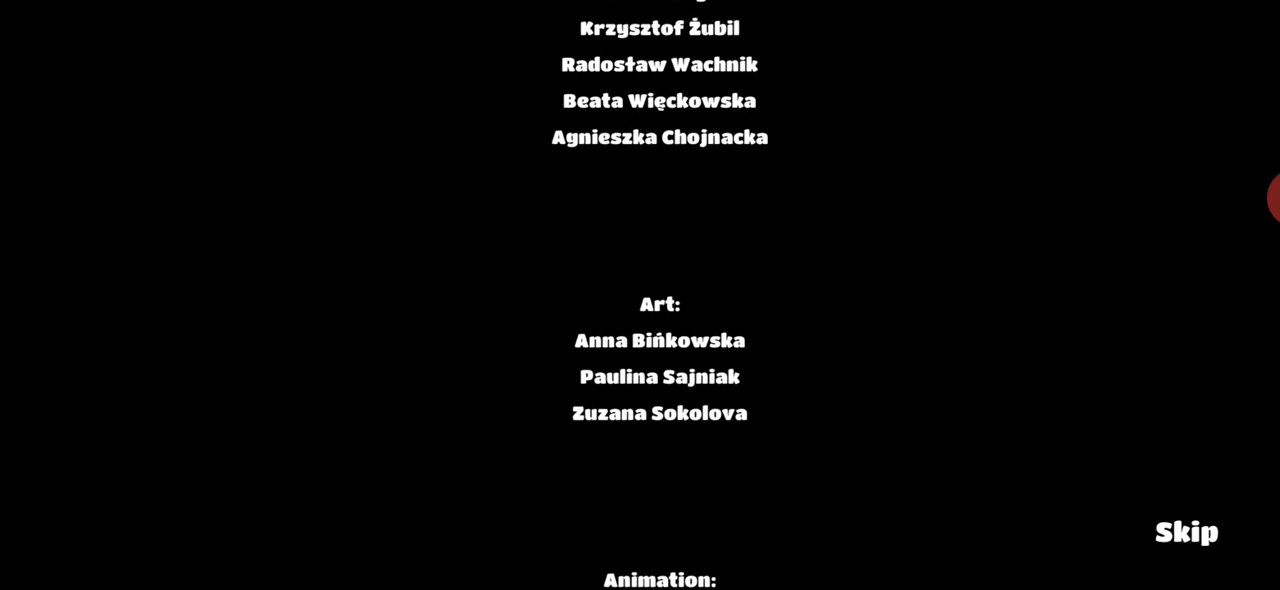 Krzysztof Żubil
Radosław Wachnik
Beata Więckowska
Agnieszka Chojnacka
Art:
Anna Bińkowska
Paulina Sajniak
Zuzana Sokolova
Skip
Animation: